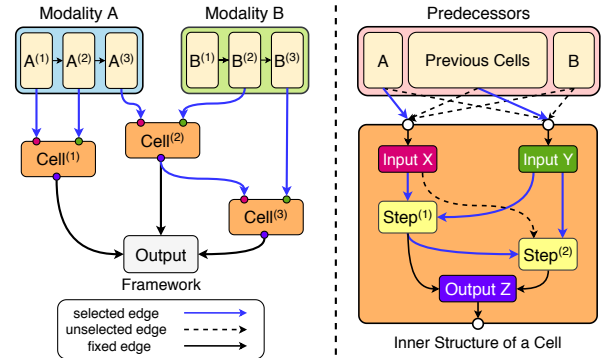 Modality A
Modality B
A(1)
A(2)
A(3)
B(1)
B(2)
B(3)
Cell(1)
Cell(2)
Cell(3)
Output
Framework
selected edge
unselected edge
fixed edge
Predecessors
A
Previous Cells
B
Input X
Input Y
Step(1)
Step(2)
Output Z
Inner Structure of a Cell